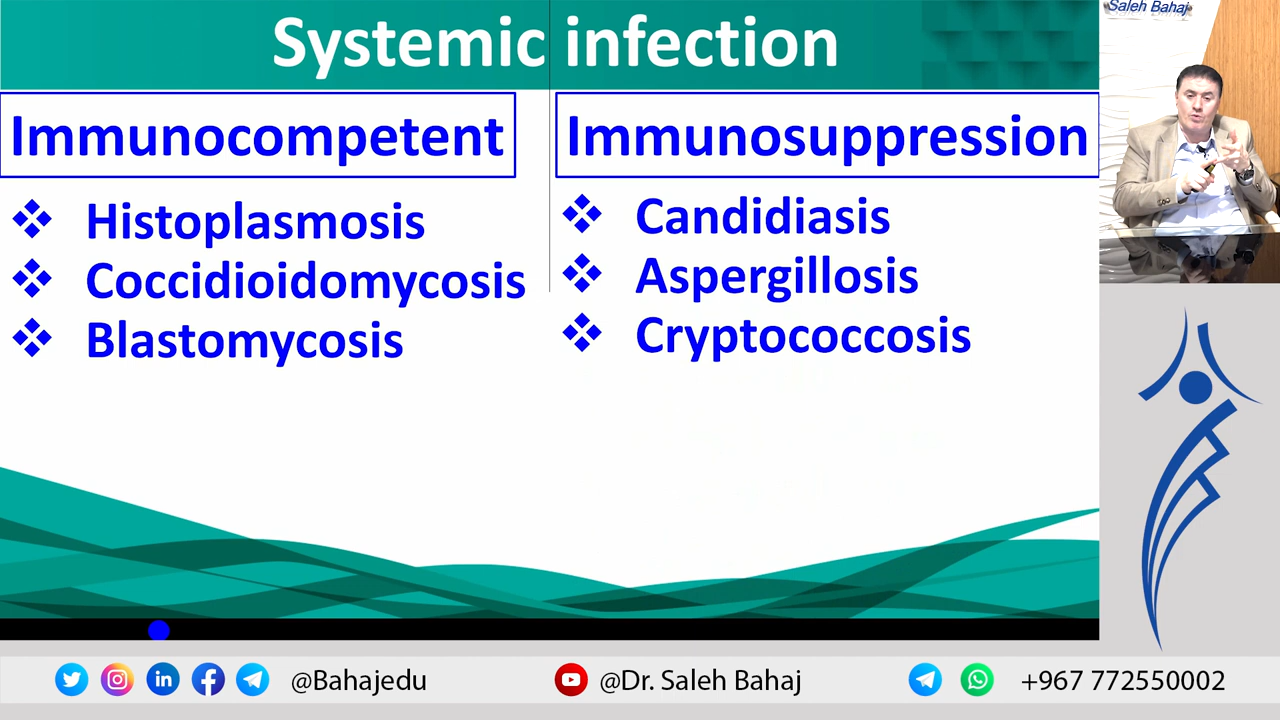 Systemic infection
Saleh Bahaj
Immunocompetent
Histoplasmosis
Coccidioidomycosis
Blastomycosis
Immunosuppression
Candidiasis
Aspergillosis
Cryptococcosis
@Bahajedu
@Dr. Saleh Bahaj
+967 772550002